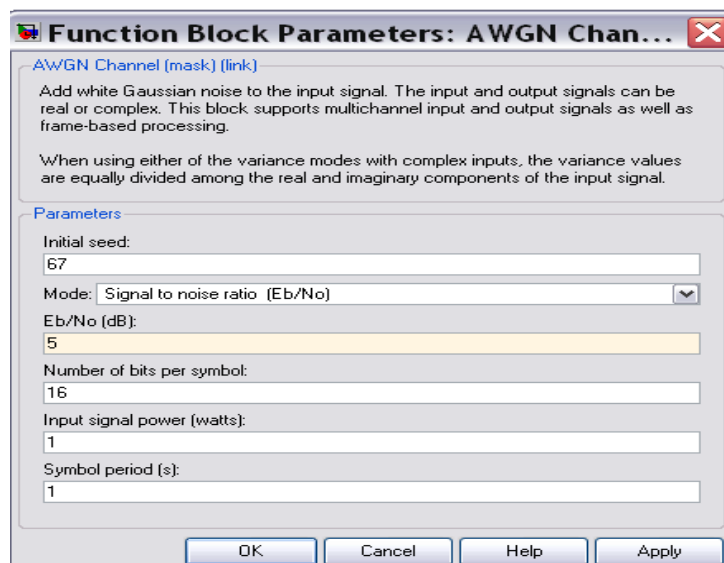 Function Block Parameters: AWGN Chan...
AWGN Channel (mask) (link)
Add white Gaussian noise to the input signal. The input and output signals can be
real or complex. This block supports multichannel input and output signals as well as
frame-based processing.
When using either of the variance modes with complex inputs, the variance values
are equally divided among the real and imaginary components of the input signal.
Parameters
Initial seed:
67
Mode: Signal to noise ratio (Eb/No)
Eb/No (dB):
5
Number of bits per symbol:
16
Input signal power (watts):
1
Symbol period (s):
1
OK Cancel Help Apply